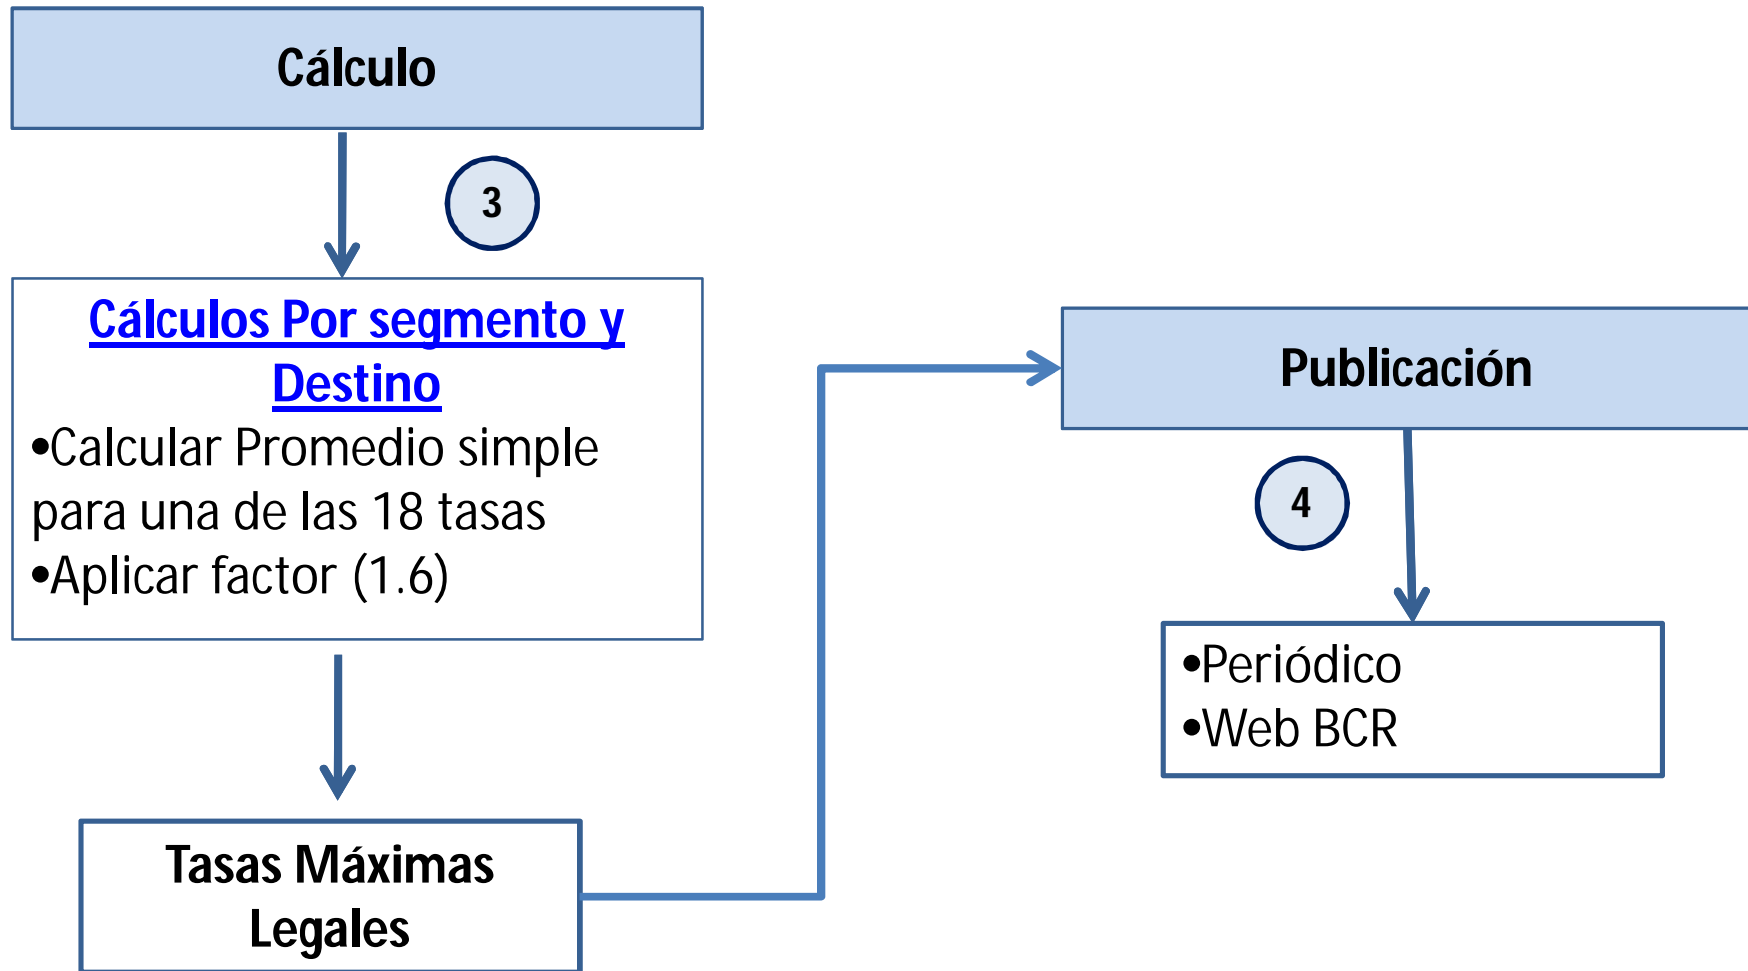 Cálculo
3
Cálculos Por segmento y
Destino
•Calcular Promedio simple
para una de las 18 tasas
•Aplicar factor (1.6)
Tasas Máximas
Legales
Publicación
4
•Periódico
•Web BCR